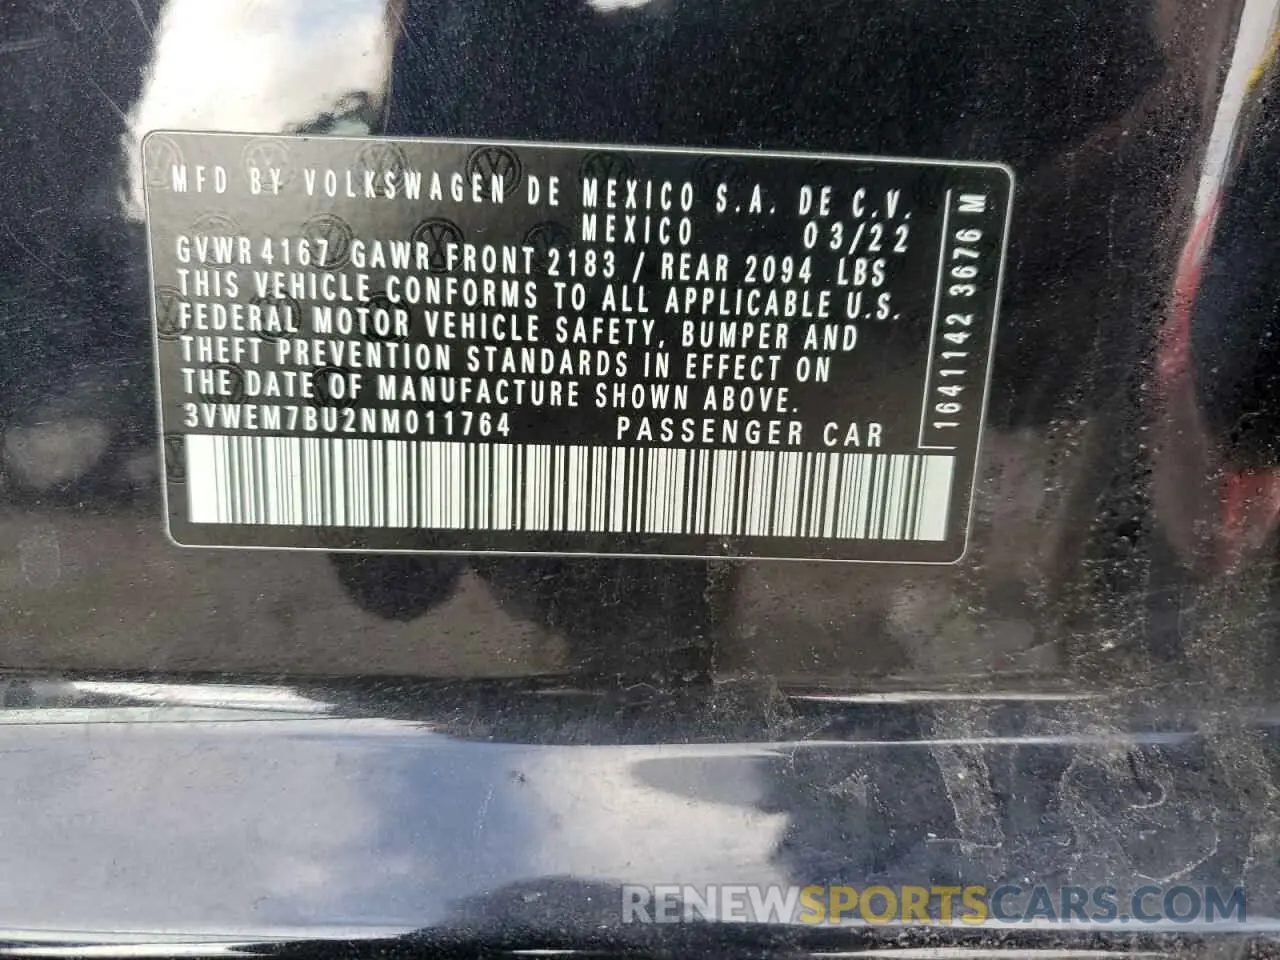 MFD BY VOLKSWAGEN DE MEXICO S.A. DE C.V.
MEXICO 03/22
GVWR 4167 GAWR FRONT 2183 / REAR 2094 LBS
THIS VEHICLE CONFORMS TO ALL APPLICABLE U.S.
FEDERAL MOTOR VEHICLE SAFETY, BUMPER AND
THEFT PREVENTION STANDARDS IN EFFECT ON
THE DATE OF MANUFACTURE SHOWN ABOVE.
3VWEM7BU2NM011764 PASSENGER CAR
1641142 3676 M
RENEWSPORTSCARS.COM